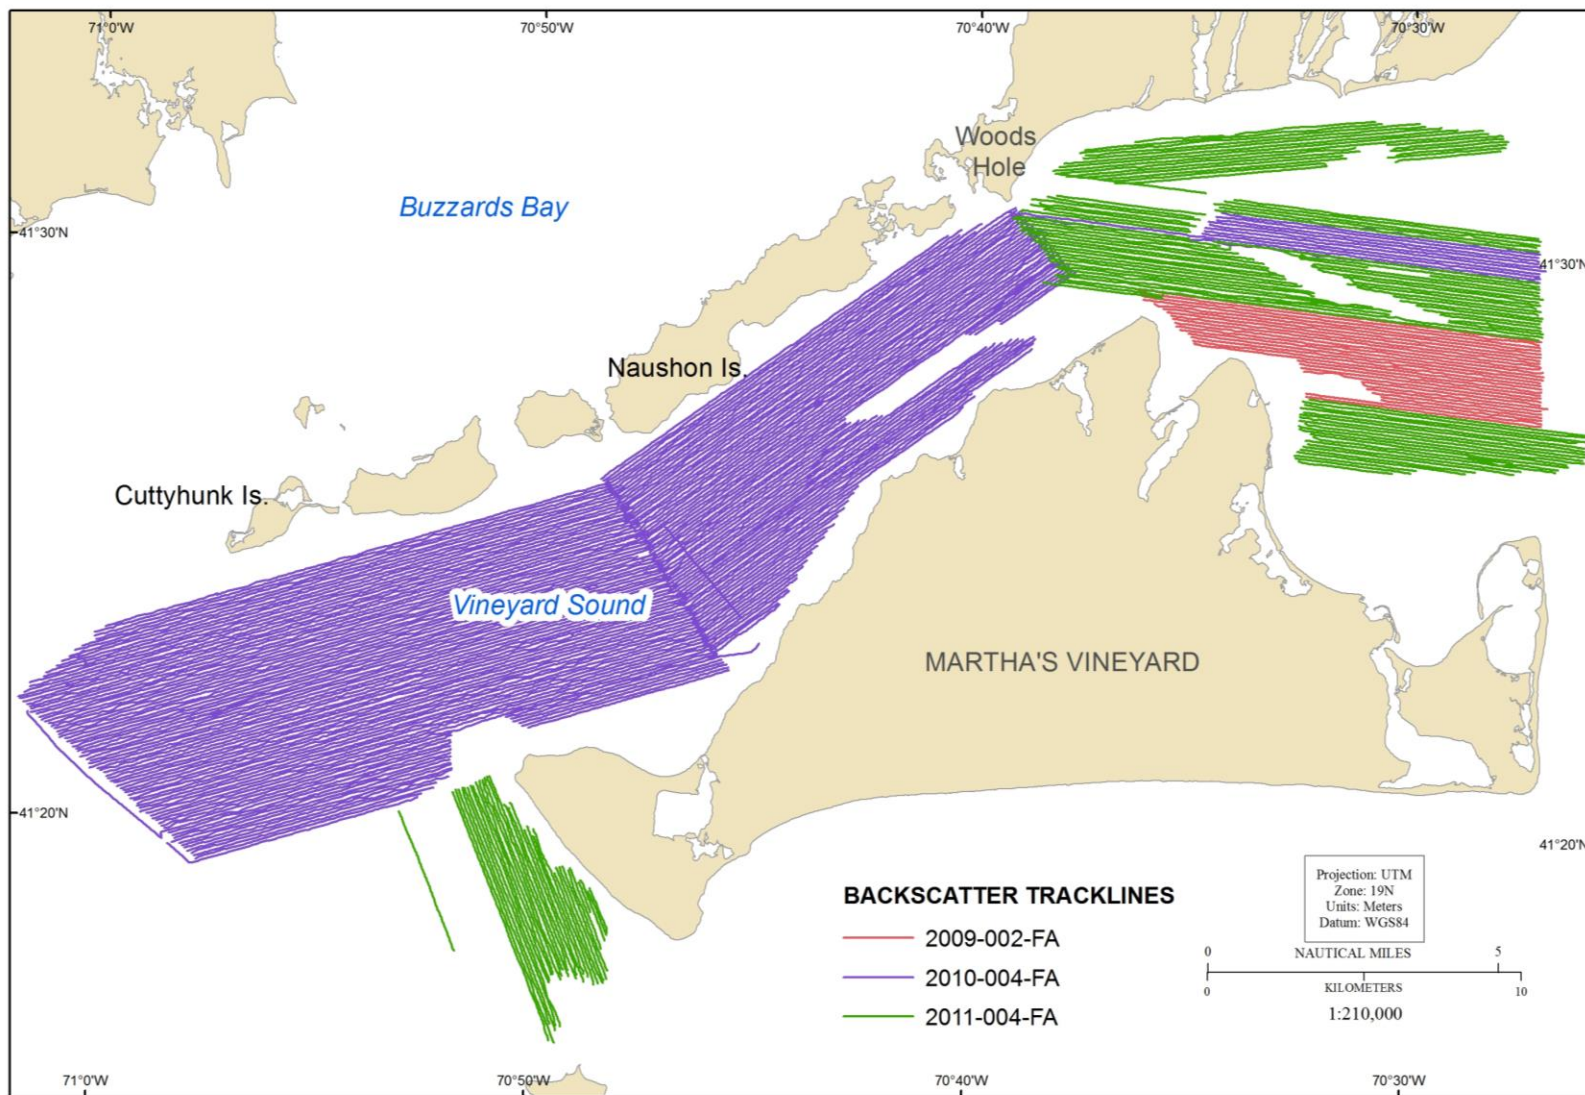 71°0'W
70°50'W
70°40'W
70°30'W
Woods
Hole
Buzzards Bay
41°30'N
41°30'N
Naushon Is.
Cuttyhunk Is.
Vineyard Sound
MARTHA'S VINEYARD
41°20'N
41°20'N
BACKSCATTER TRACKLINES
2009-002-FA
2010-004-FA
2011-004-FA
Projection: UTM
Zone: 19N
Units: Meters
Datum: WGS84
0 NAUTICAL MILES 5
0 KILOMETERS 10
1:210,000
71°0'W
70°50'W
70°40'W
70°30'W